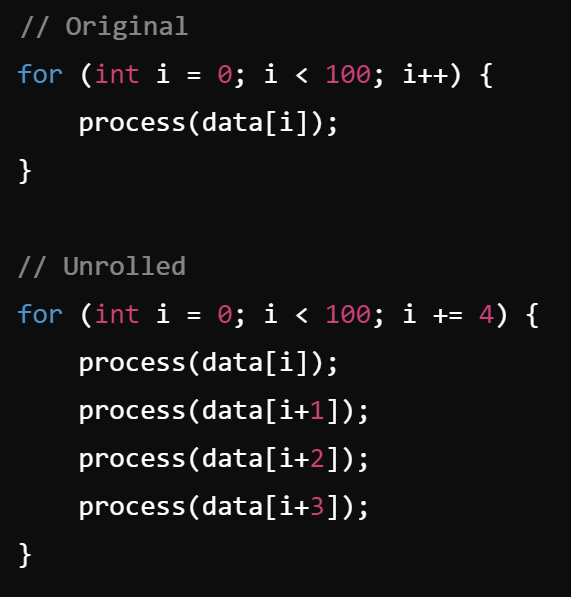 // Original
for (int i = 0; i < 100; i++) {
    process(data[i]);
}

// Unrolled
for (int i = 0; i < 100; i += 4) {
    process(data[i]);
    process(data[i+1]);
    process(data[i+2]);
    process(data[i+3]);
}